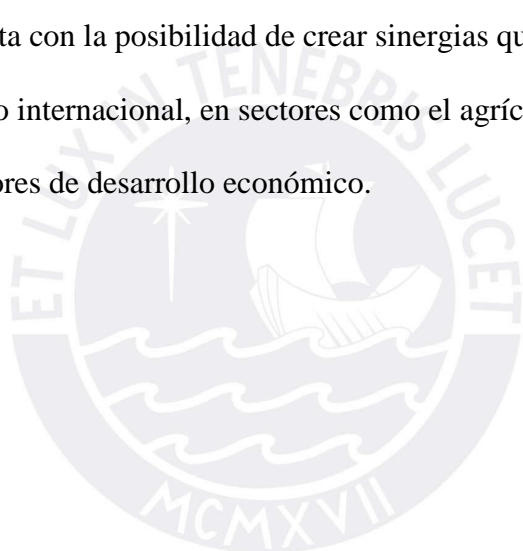 ta con la posibilidad de crear sinergias qu
o internacional, en sectores como el agríc
ores de desarrollo económico.
ET LUX IN TENEBRIS LUCET
MCMXVII